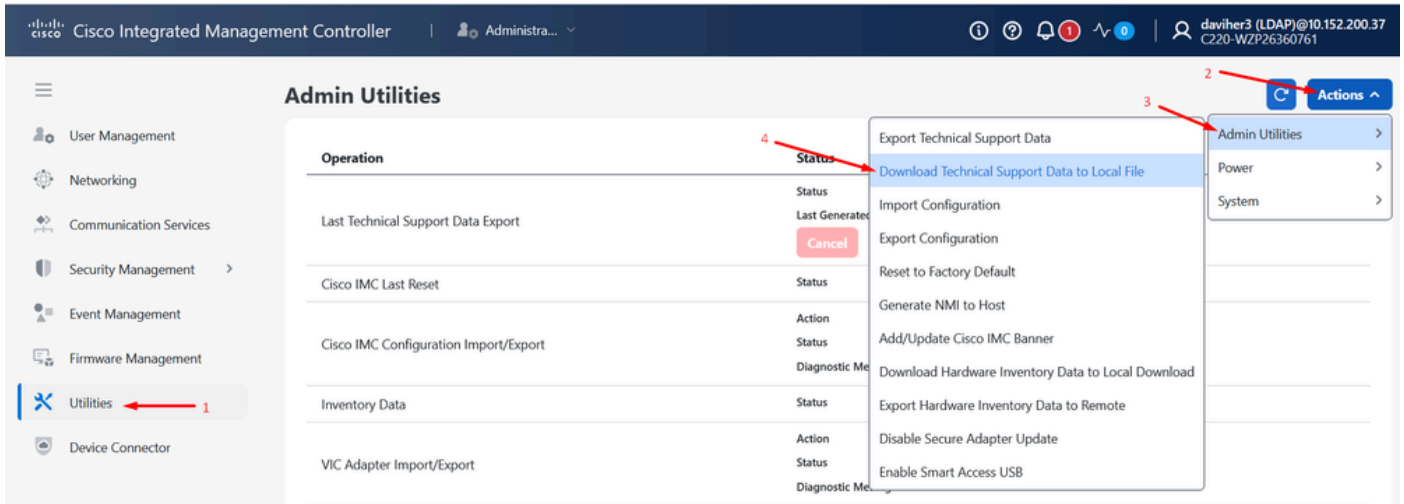 cisco Cisco Integrated Management Controller | Administra... 1 0 daviher3 (LDAP)@10.152.200.37
C220-WZP26360761
Admin Utilities
2
Actions
User Management
Networking
Communication Services
Security Management
Event Management
Firmware Management
Utilities 1
Device Connector
Operation
Status
Last Technical Support Data Export
Status
Last Generated
Cancel
Cisco IMC Last Reset
Status
Cisco IMC Configuration Import/Export
Action
Status
Diagnostic Me
Inventory Data
Status
VIC Adapter Import/Export
Action
Status
Diagnostic
3
Admin Utilities
Power
System
4
Export Technical Support Data
Download Technical Support Data to Local File
Import Configuration
Export Configuration
Reset to Factory Default
Generate NMI to Host
Add/Update Cisco IMC Banner
Download Hardware Inventory Data to Local Download
Export Hardware Inventory Data to Remote
Disable Secure Adapter Update
Enable Smart Access USB